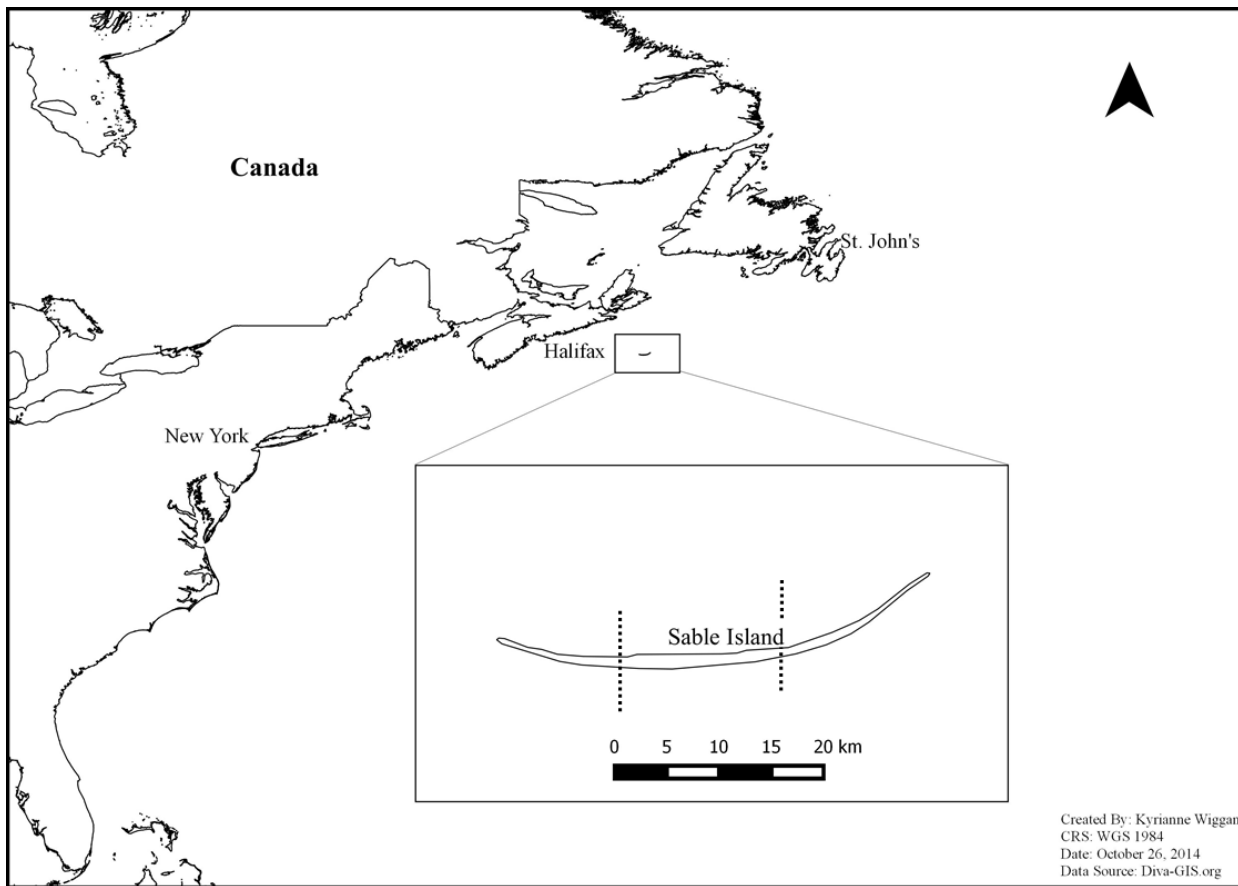 Canada
St. John's
Halifax
New York
Sable Island
0 5 10 15 20 km
Created By: Kyrianne Wiggan
CRS: WGS 1984
Date: October 26, 2014
Data Source: Diva-GIS.org